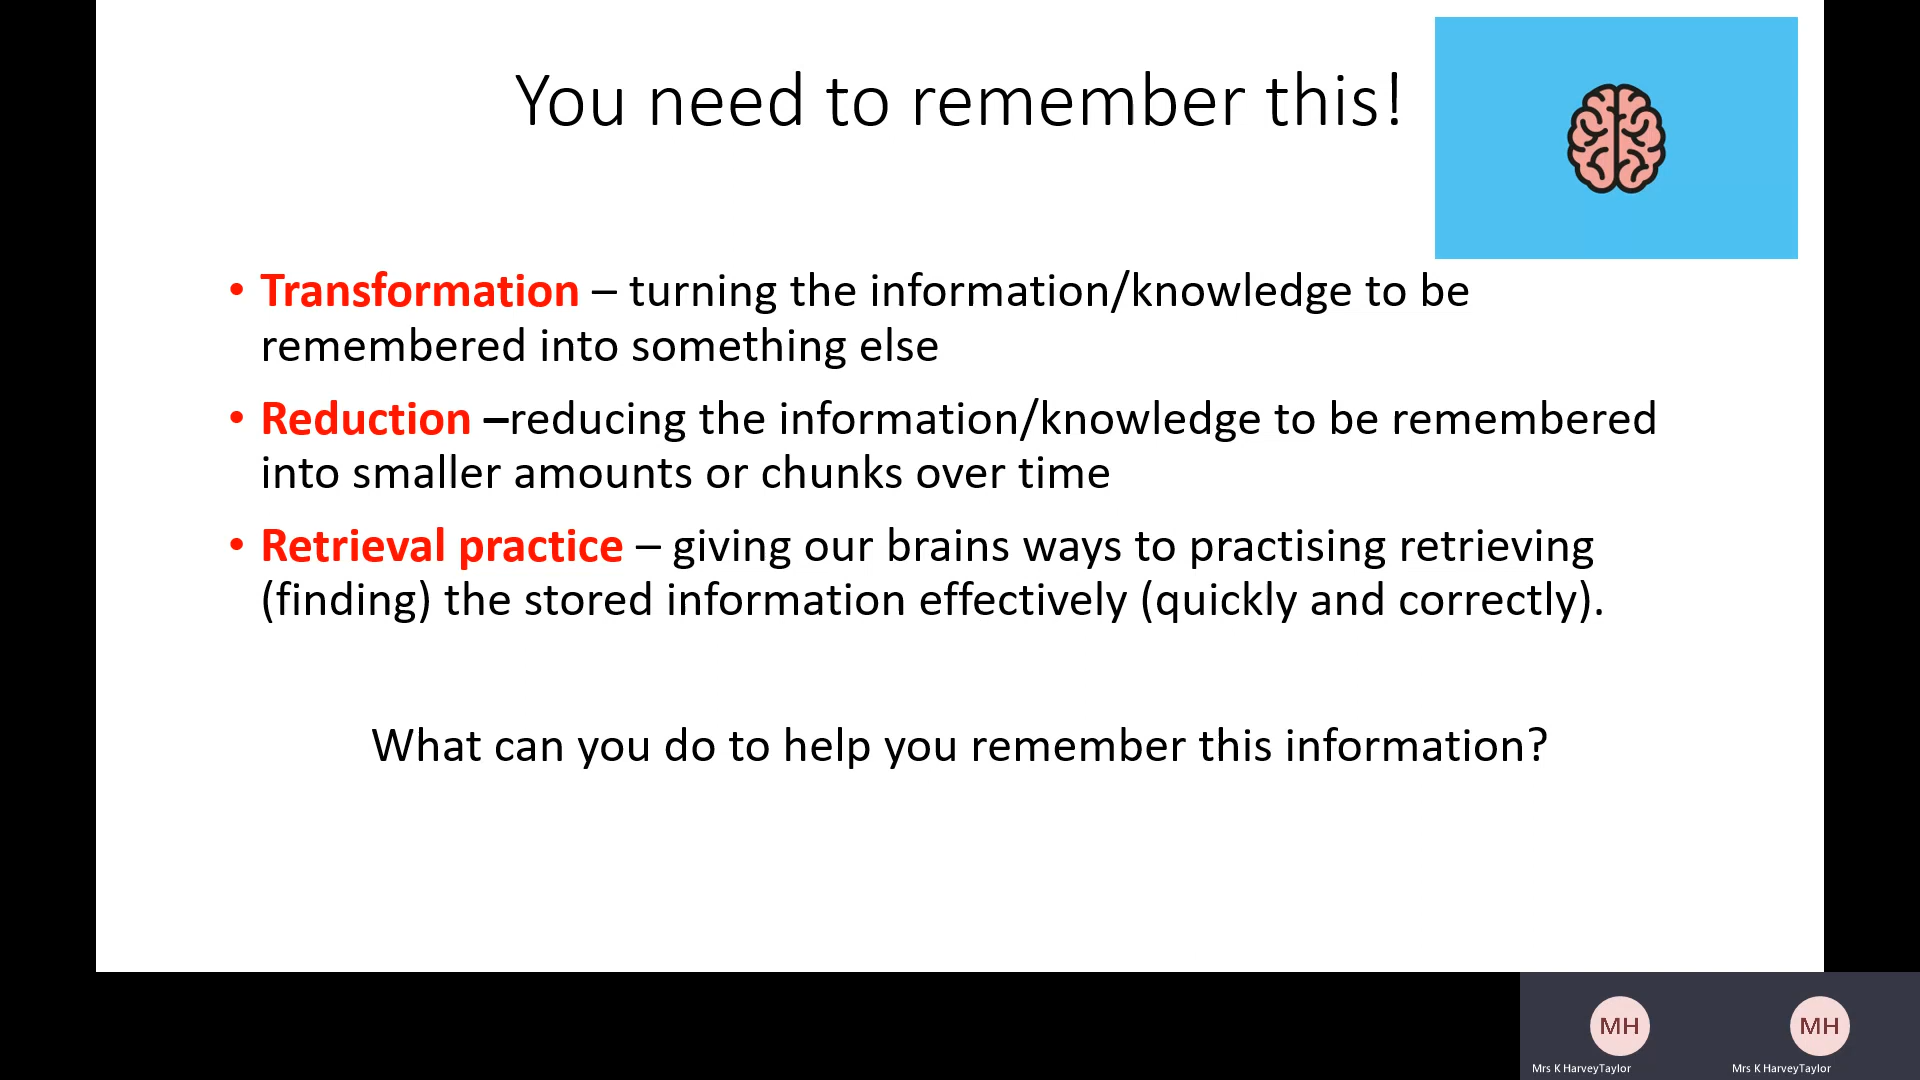 You need to remember this!
• Transformation – turning the information/knowledge to be
remembered into something else
• Reduction –reducing the information/knowledge to be remembered
into smaller amounts or chunks over time
• Retrieval practice – giving our brains ways to practising retrieving
(finding) the stored information effectively (quickly and correctly).
What can you do to help you remember this information?
MH MH
Mrs K HarveyTaylor Mrs K HarveyTaylor